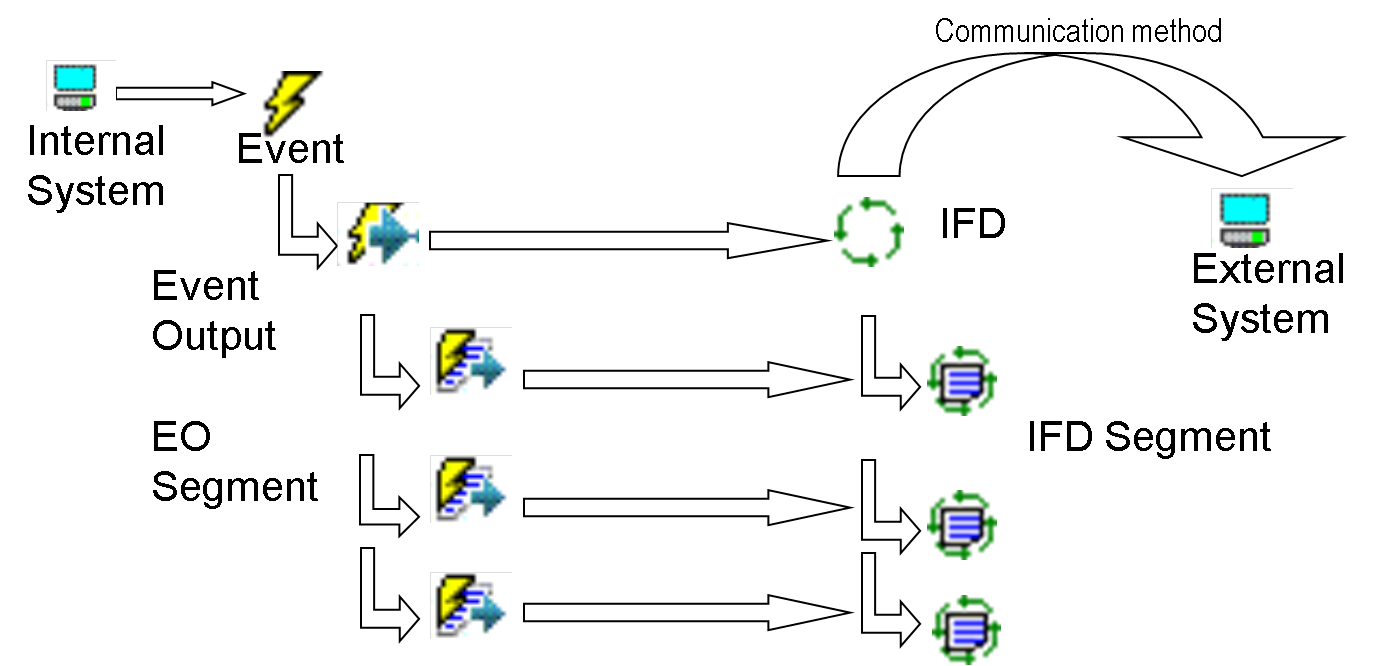 Communication method
Internal
System
Event
IFD
External
System
Event
Output
EO
Segment
IFD Segment